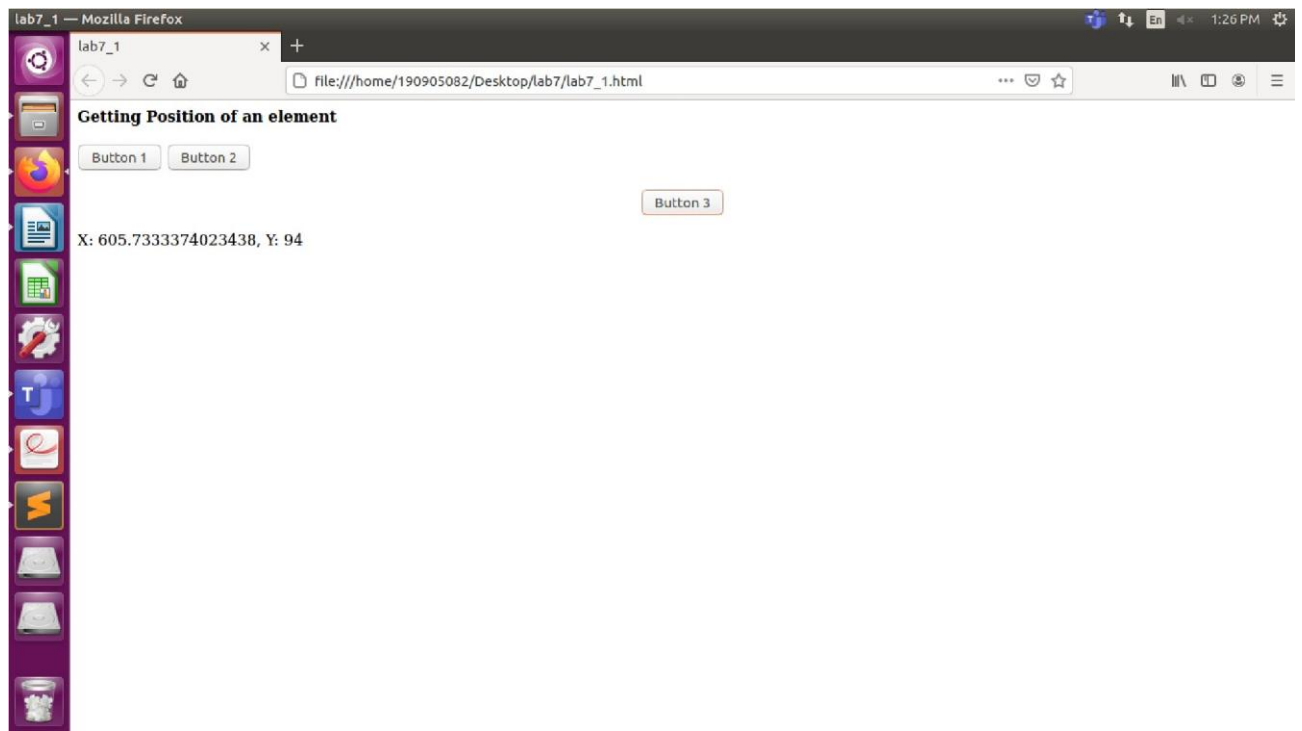 lab7_1 — Mozilla Firefox En 1:26 PM
lab7_1
file:///home/190905082/Desktop/lab7/lab7_1.html
Getting Position of an element
Button 1 Button 2
Button 3
X: 605.7333374023438, Y: 94